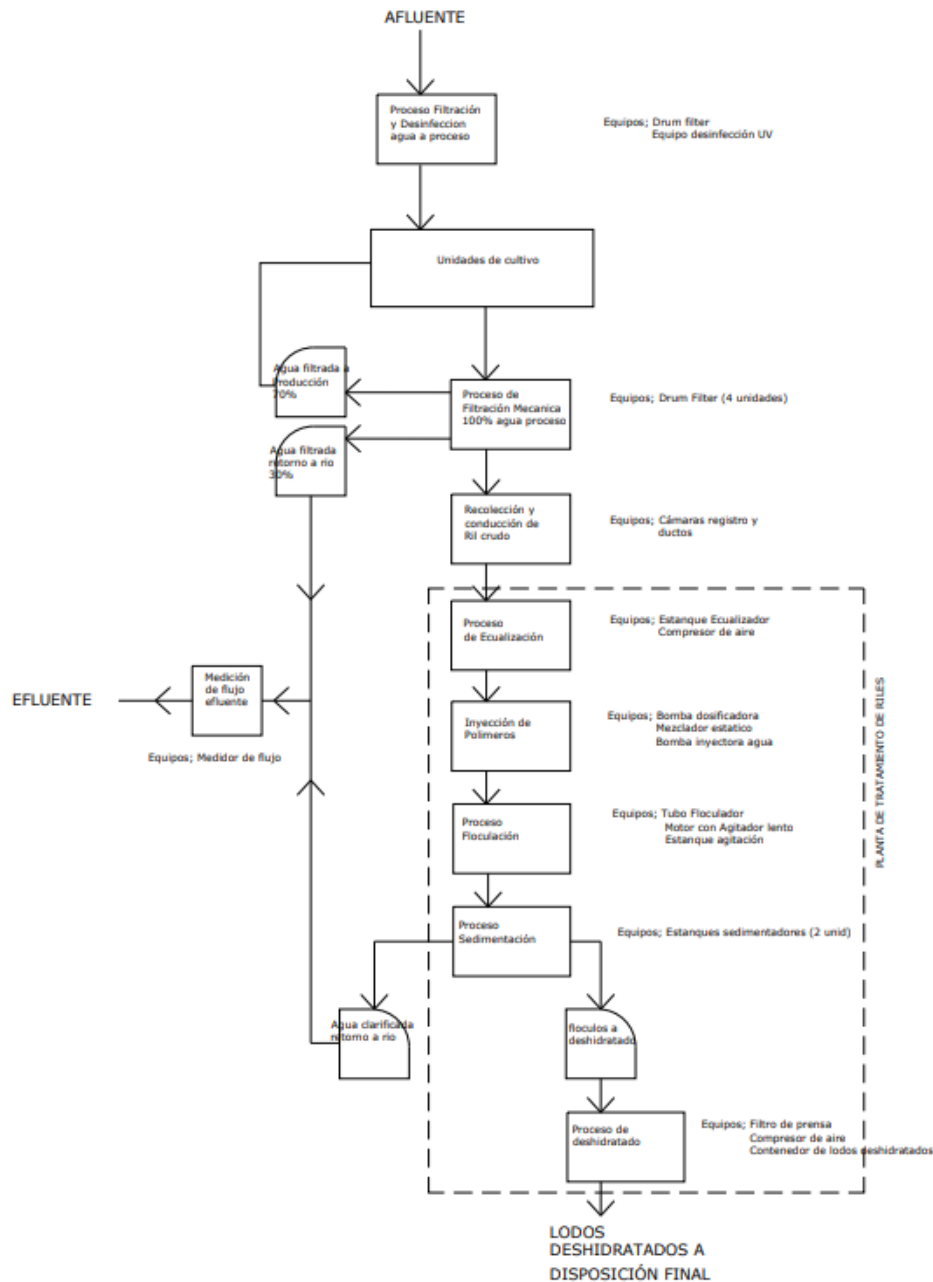 AFLUENTE
Proceso Filtración
y Desinfeccion
agua a proceso
Equipos; Drum filter
Equipo desinfección UV
Unidades de cultivo
Agua filtrada a
Producción
70%
Proceso de
Filtración Mecanica
100% agua proceso
Equipos; Drum Filter (4 unidades)
Agua filtrada
retorno a rio
30%
Recolección y
conducción de
Ril crudo
Equipos; Cámaras registro y
ductos
Proceso
de Ecualización
Equipos; Estanque Ecualizador
Compresor de aire
EFLUENTE
Medición
de flujo
efluente
Equipos; Medidor de flujo
Inyección de
Polimeros
Equipos; Bomba dosificadora
Mezclador estatico
Bomba inyectora agua
PLANTA DE TRATAMIENTO DE RILES
Proceso
Floculación
Equipos; Tubo Floculador
Motor con Agitador lento
Estanque agitación
Proceso
Sedimentación
Equipos; Estanques sedimentadores (2 unid)
Agua clarificada
retorno a rio
floculos a
deshidratado
Proceso de
deshidratado
Equipos; Filtro de prensa
Compresor de aire
Contenedor de lodos deshidratados
LODOS
DESHIDRATADOS A
DISPOSICIÓN FINAL